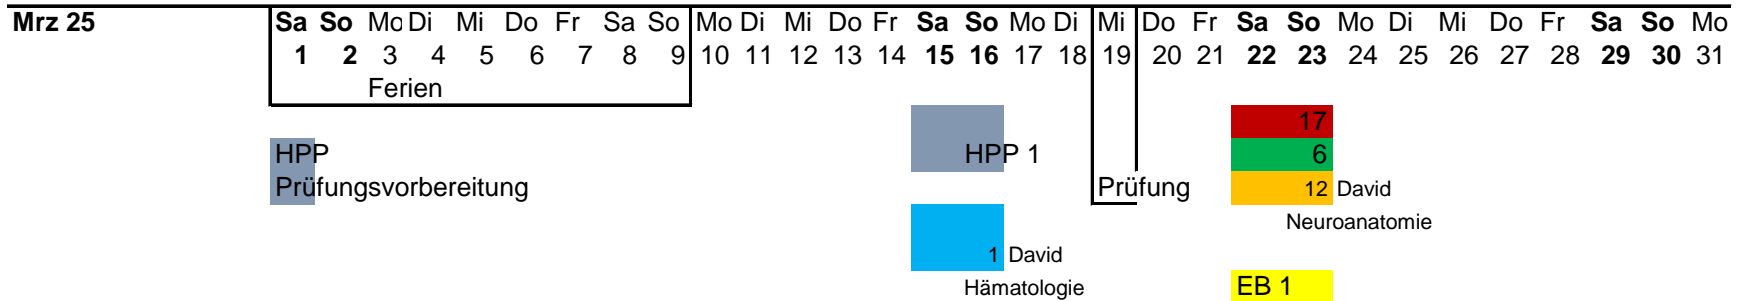 Mrz 25 Sa So Mo Di Mi Do Fr Sa So Mo Di Mi Do Fr Sa So Mo Di Mi Do Fr Sa So Mo Di Mi Do Fr Sa So Mo
1 2 3 4 5 6 7 8 9 10 11 12 13 14 15 16 17 18 19 20 21 22 23 24 25 26 27 28 29 30 31
Ferien
17
HPP HPP 1 6
Prüfungsvorbereitung Prüfung 12 David
Neuroanatomie
1 David
Hämatologie EB 1